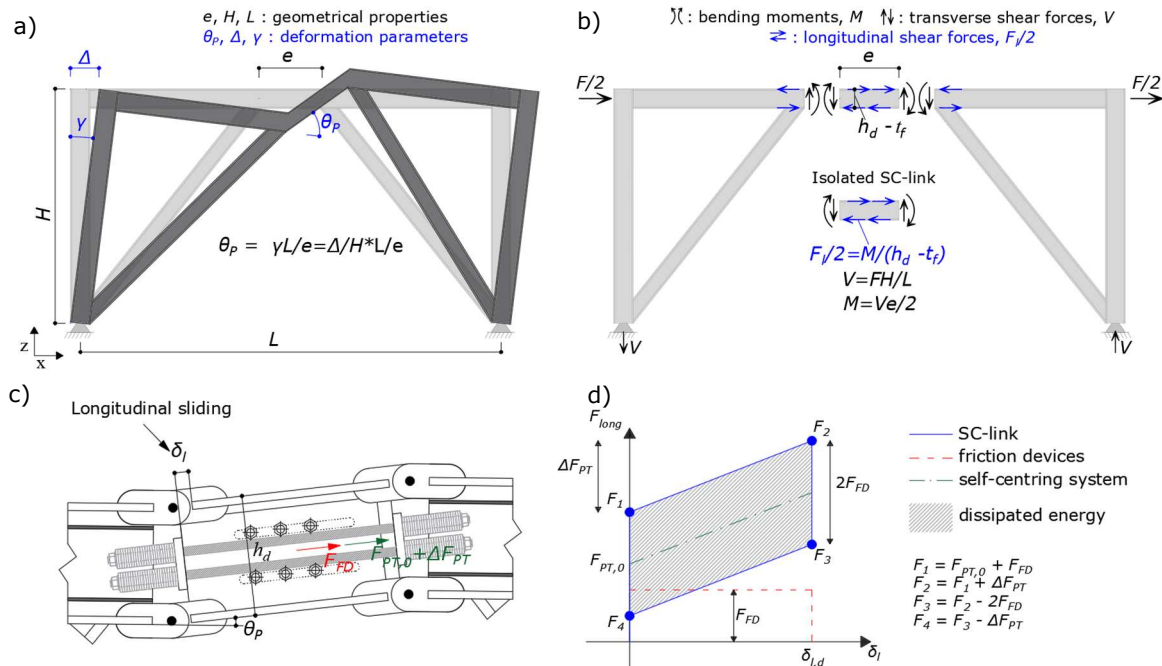 a)
e, H, L : geometrical properties
θP, Δ, γ : deformation parameters
Δ
e
γ
θP
H
θP = γL/e=Δ/H*L/e
L
z
x
b)
: bending moments, M : transverse shear forces, V
: longitudinal shear forces, Fl/2
e
F/2
F/2
hd - tf
Isolated SC-link
Fl/2=M/(hd -tf)
V=FH/L
M=Ve/2
V
V
c)
Longitudinal sliding
δl
hd
FFD
FPT,0+ΔFPT
θP
d)
Flong
F2
ΔFPT
F1
2FFD
FPT,0
F3
F4
FFD
δl,d
δl
SC-link
friction devices
self-centring system
dissipated energy
F1 = FPT,0 + FFD
F2 = F1 + ΔFPT
F3 = F2 - 2FFD
F4 = F3 - ΔFPT